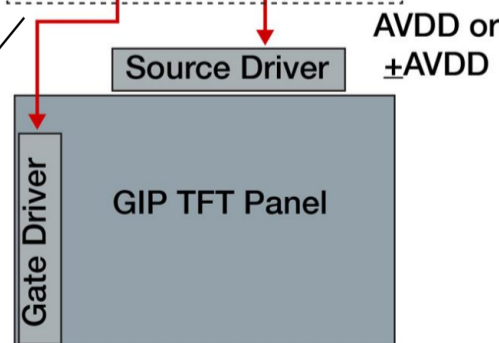 AVDD or
±AVDD
Source Driver
GIP TFT Panel
Gate Driver